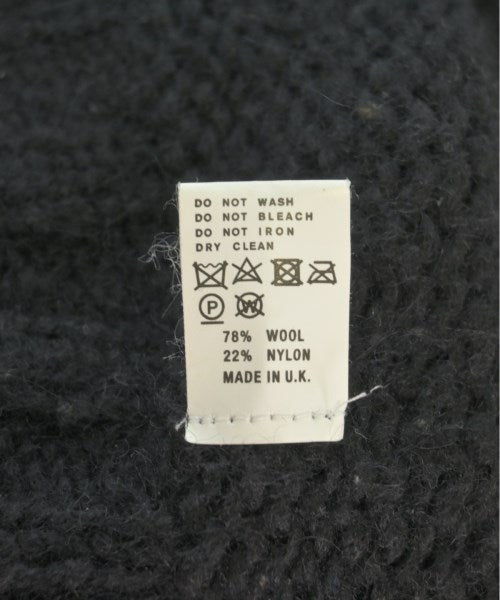 DO NOT WASH
DO NOT BLEACH
DO NOT IRON
DRY CLEAN
P W
78% WOOL
22% NYLON
MADE IN U.K.